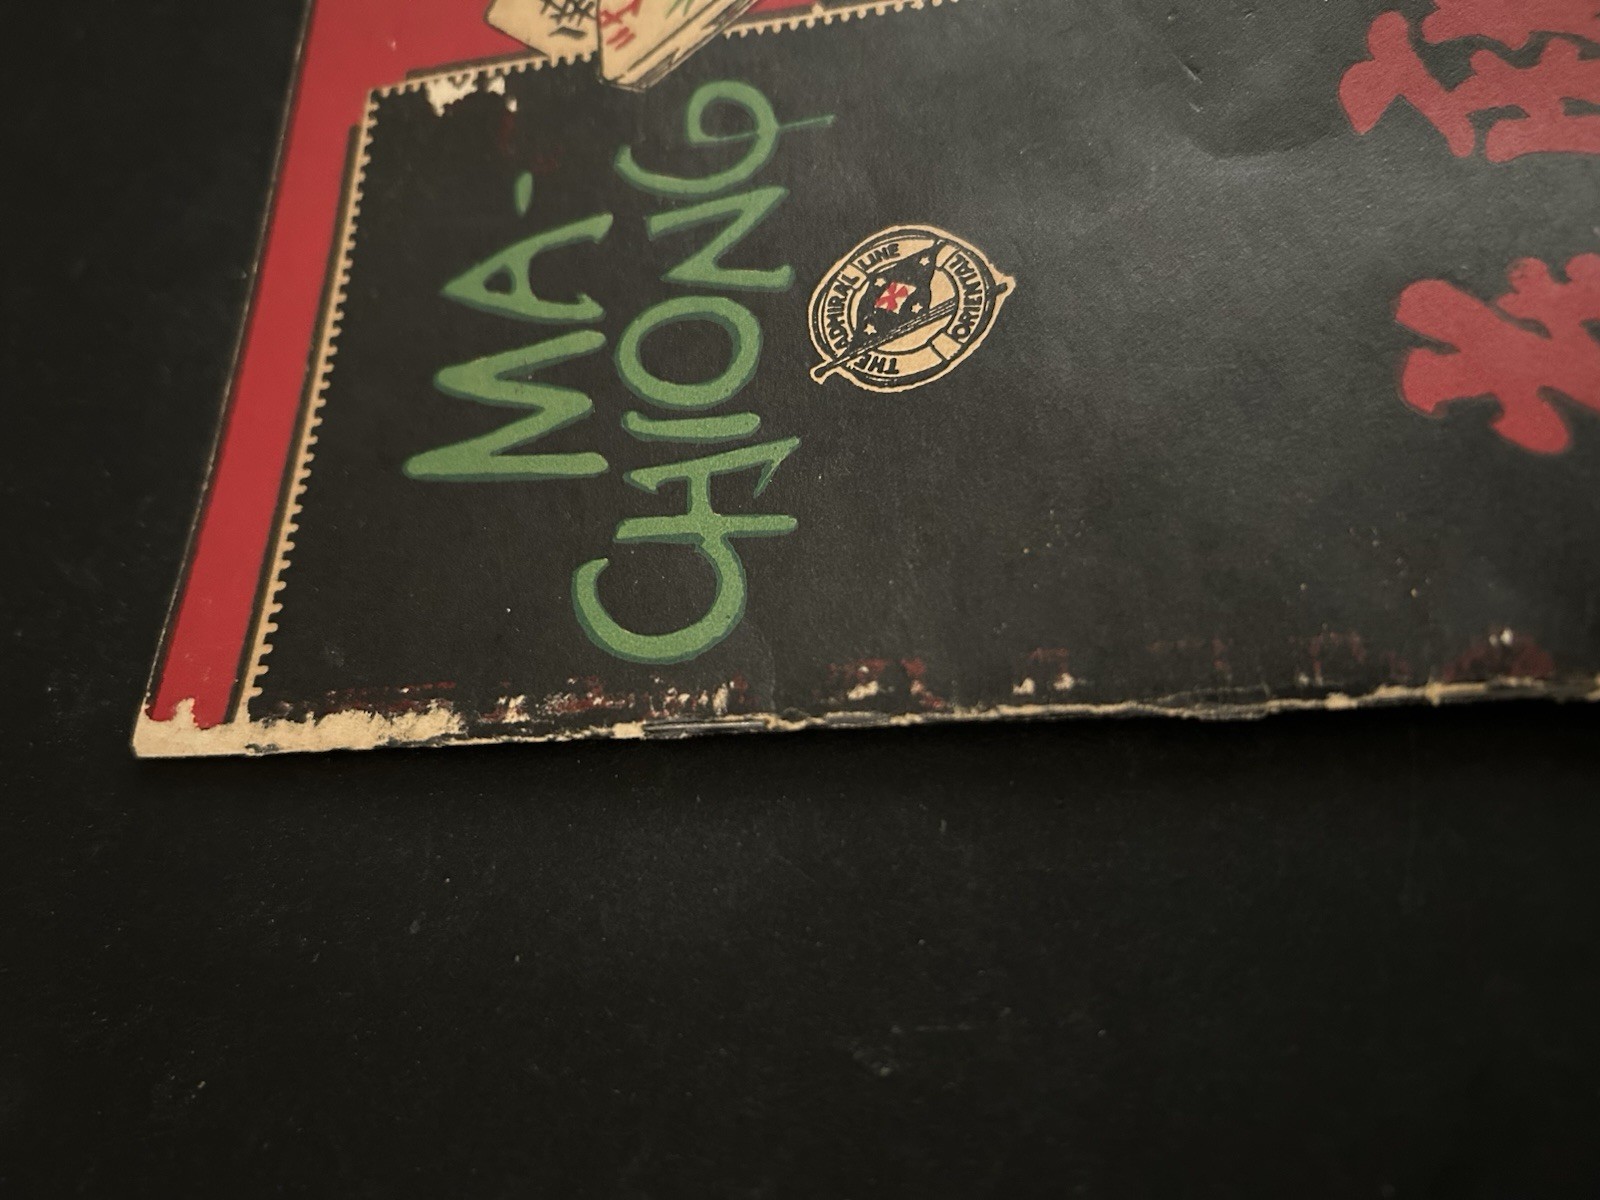 MA-
CHIONG
THE ADMIRAL LINE
ORIENTAL